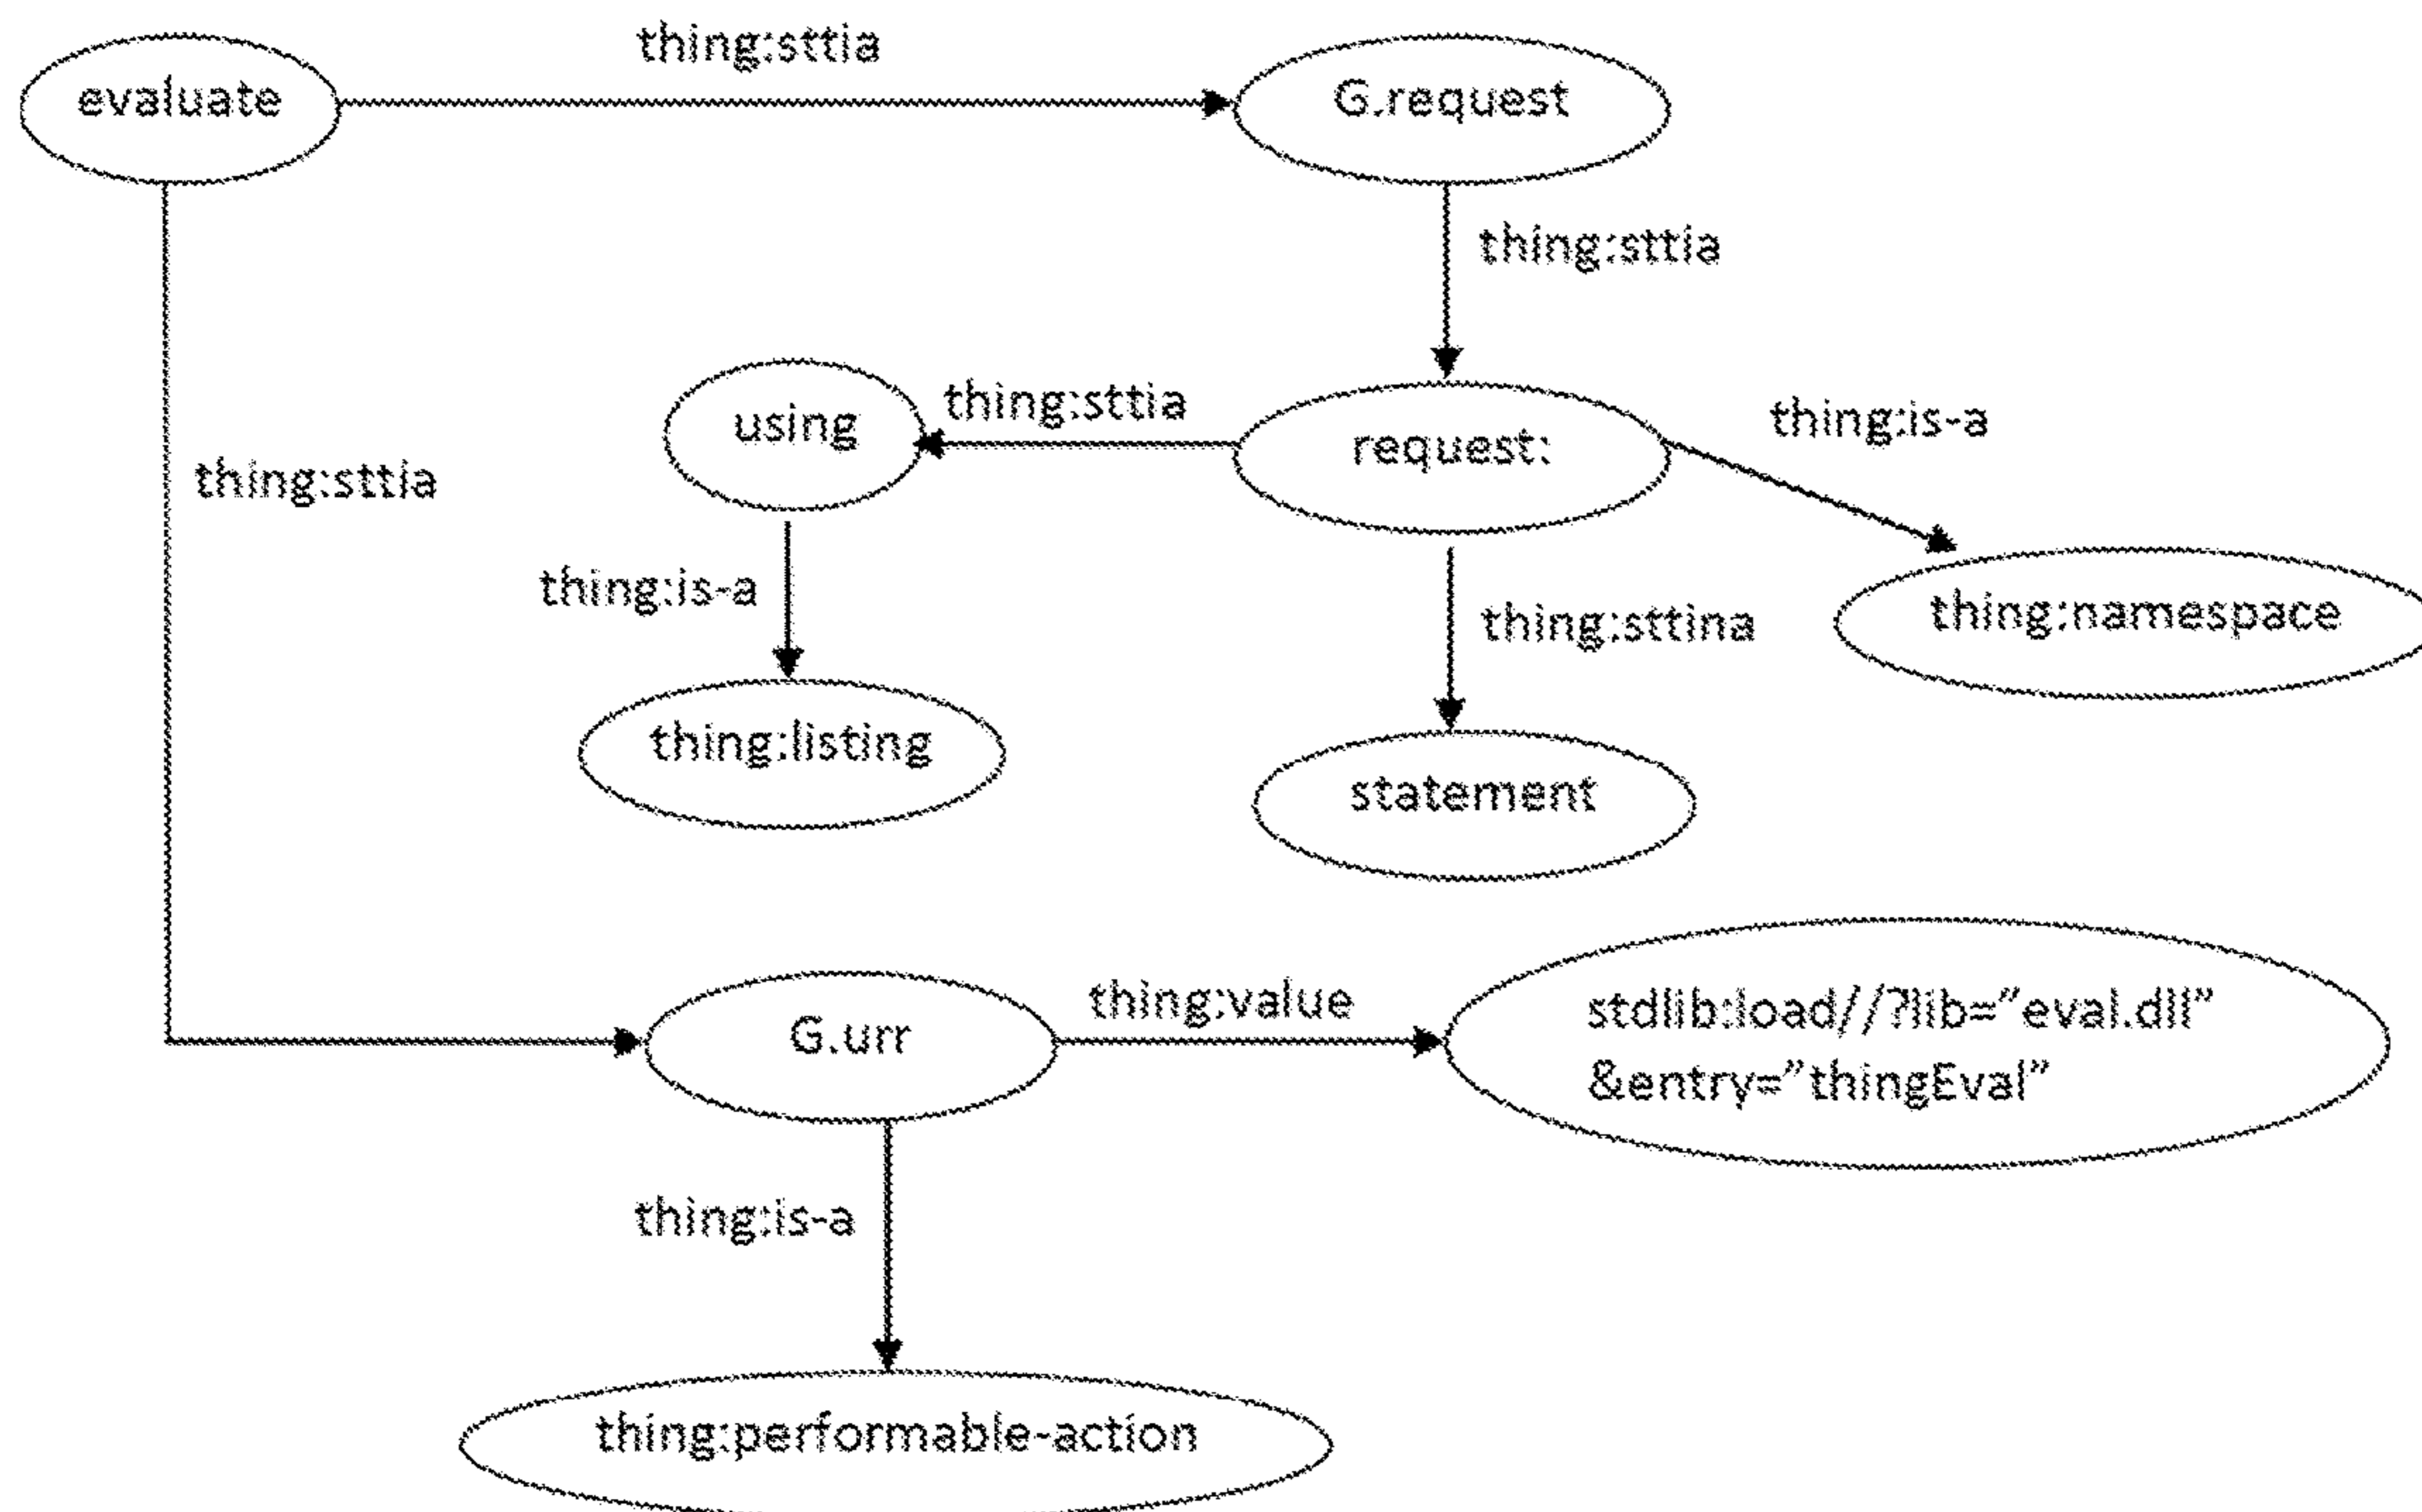 thing:sttia
evaluate
G.request
thing:sttia
thing:sttia
thing:is-a
using
request:
thing:sttia
thing:is-a
thing:sttina
thing:namespace
thing:listing
statement
thing:value
stdlib:load//?lib=”eval.dll”
G.urr
&entry=”thingEval”
thing:is-a
thing:performable-action